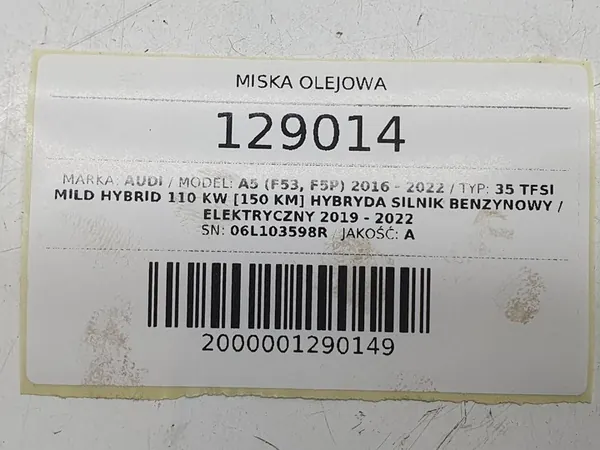 MISKA OLEJOWA
129014
MARKA: AUDI / MODEL: A5 (F53, F5P) 2016 - 2022 / TYP: 35 TFSI
MILD HYBRID 110 KW [150 KM] HYBRYDA SILNIK BENZYNOWY /
ELEKTRYCZNY 2019 - 2022
SN: 06L103598R / JAKOŚĆ: A
2000001290149